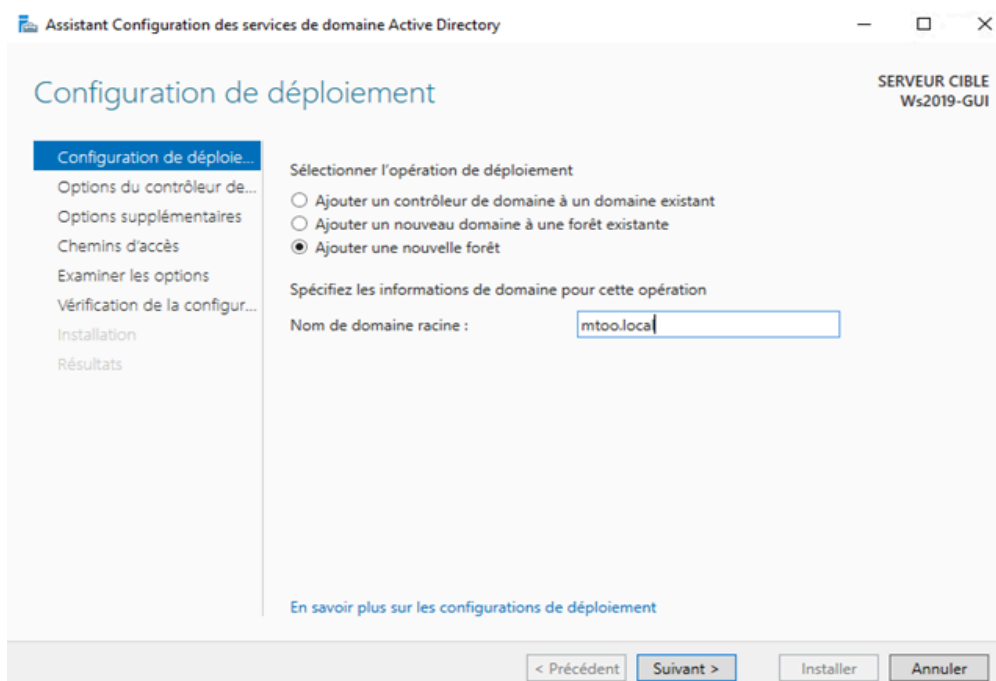 Assistant Configuration des services de domaine Active Directory
Configuration de déploiement
SERVEUR CIBLE
Ws2019-GUI
Configuration de déploie...
Options du contrôleur de...
Options supplémentaires
Chemins d'accès
Examiner les options
Vérification de la configur...
Installation
Résultats
Sélectionner l'opération de déploiement
Ajouter un contrôleur de domaine à un domaine existant
Ajouter un nouveau domaine à une forêt existante
Ajouter une nouvelle forêt
Spécifiez les informations de domaine pour cette opération
Nom de domaine racine : mtoo.local
En savoir plus sur les configurations de déploiement
< Précédent Suivant > Installer Annuler